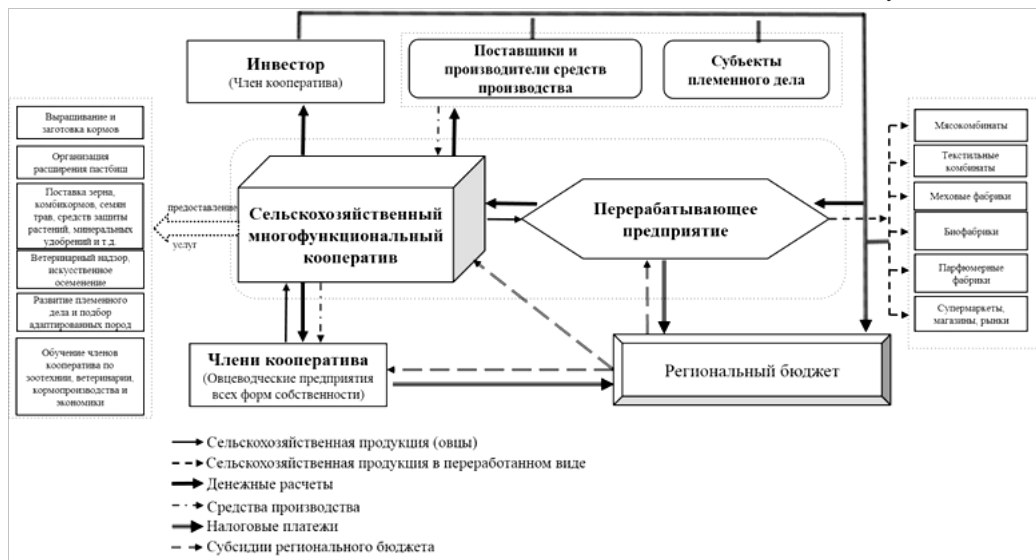 Инвестор
(Член кооператива)
Поставщики и
производители средств
производства
Субъекты
племенного дела
Выращивание и
заготовка кормов
Организация
расширения пастбищ
Поставка зерна,
комбикормов, семян
трав, средств защиты
растений, минеральных
удобрений и т.д.
Ветеринарный надзор,
искусственное
осеменение
Развитие племенного
дела и подбор
адаптированных пород
Обучение членов
кооператива по
зоотехнии, ветеринарии,
кормопроизводства и
экономики
предоставление
услуг
Сельскохозяйственный
многофункциональный
кооператив
Перерабатывающее
предприятие
Мясокомбинаты
Текстильные
комбинаты
Меховые фабрики
Биофабрики
Парфюмерные
фабрики
Супермаркеты,
магазины, рынки
Члени кооператива
(Овцеводческие предприятия
всех форм собственности)
Региональный бюджет
Сельскохозяйственная продукция (овцы)
Сельскохозяйственная продукция в переработанном виде
Денежные расчеты
Средства производства
Налоговые платежи
Субсидии регионального бюджета